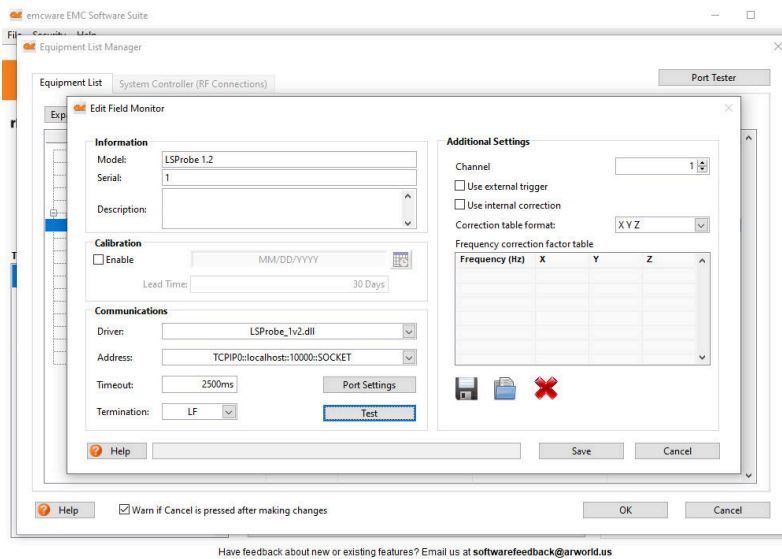 emcware EMC Software Suite
File Security Help
Equipment List Manager
Equipment List
System Controller (RF Connections)
Port Tester
Edit Field Monitor
Information
Model: LSProbe 1.2
Serial: 1
Description:
Calibration
Enable MM/DD/YYYY
Lead Time: 30 Days
Communications
Driver: LSProbe_1v2.dll
Address: TCPIP0::localhost::10000::SOCKET
Timeout: 2500ms Port Settings
Termination: LF Test
Additional Settings
Channel 1
Use external trigger
Use internal correction
Correction table format: X Y Z
Frequency correction factor table
Frequency (Hz) X Y Z
Help Save Cancel
Help Warn if Cancel is pressed after making changes OK Cancel
Have feedback about new or existing features? Email us at softwarefeedback@arworld.us